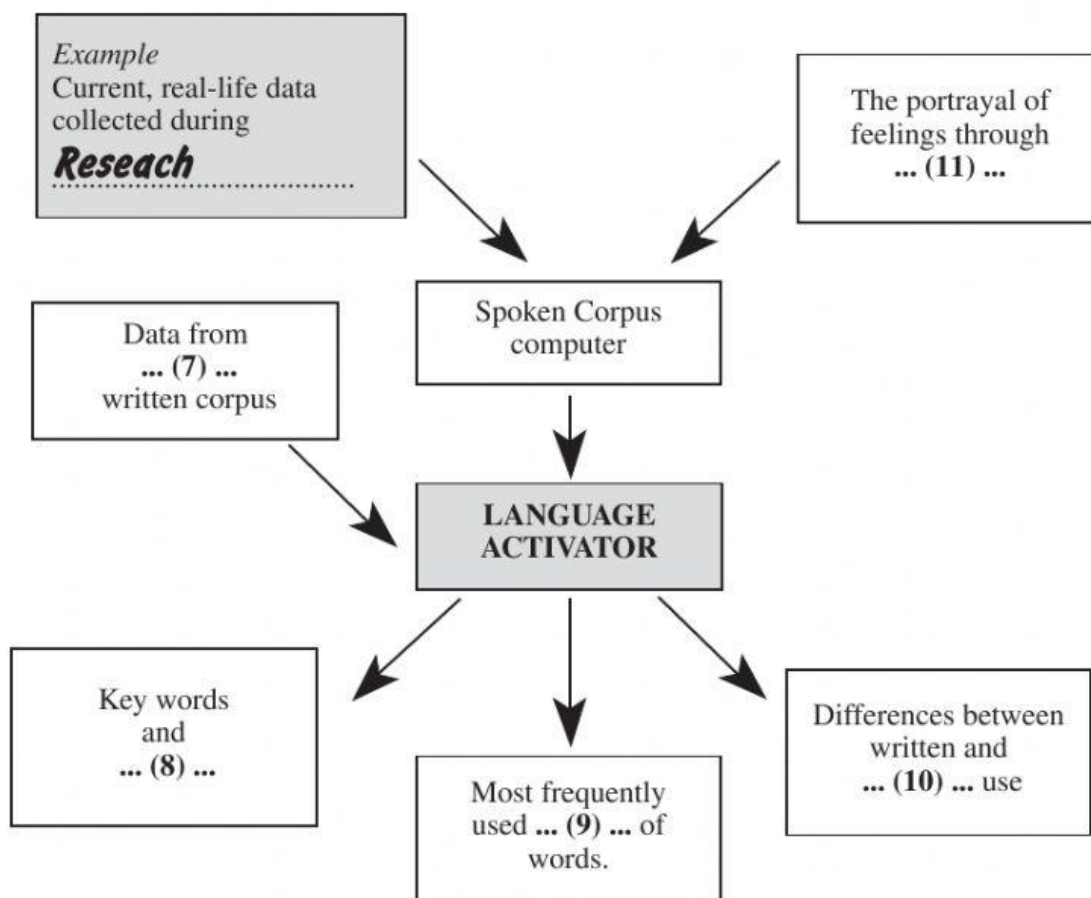 Example
Current, real-life data
collected during
Reseach
The portrayal of
feelings through
... (11) ...
Data from
... (7) ...
written corpus
Spoken Corpus
computer
LANGUAGE
ACTIVATOR
Key words
and
... (8) ...
Most frequently
used ... (9) ... of
words.
Differences between
written and
... (10) ... use